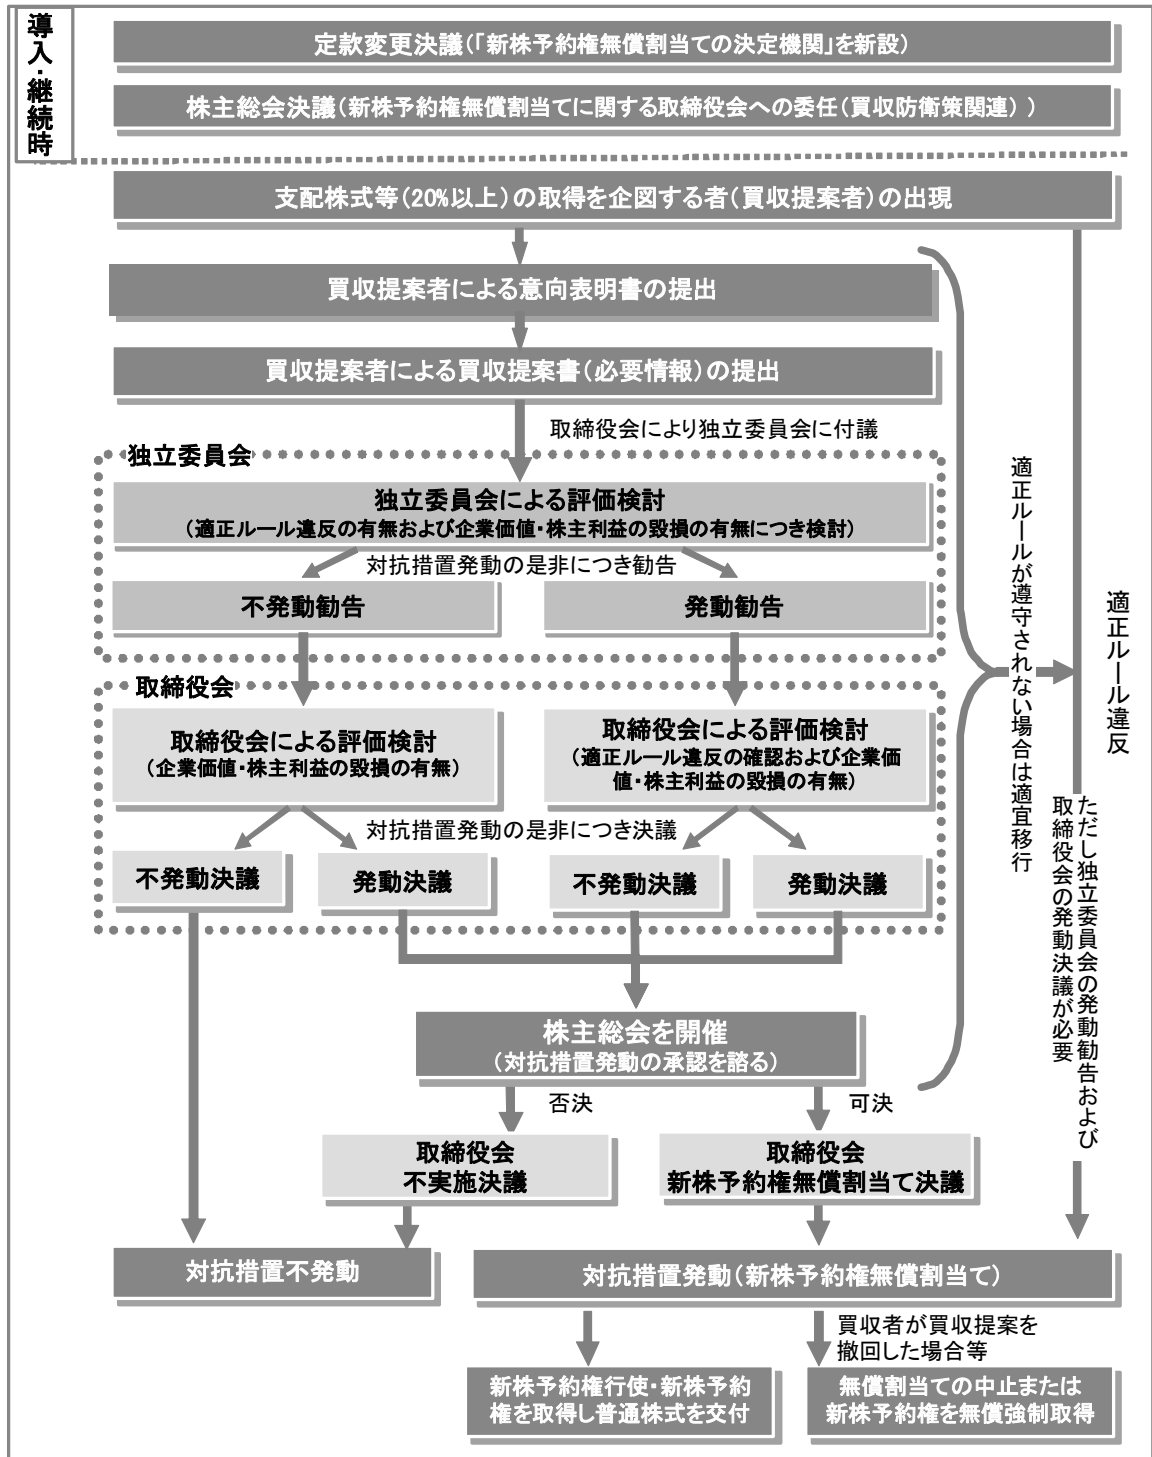 導入・継続時
定款変更決議(「新株予約権無償割当ての決定機関」を新設)
株主総会決議(新株予約権無償割当てに関する取締役会への委任(買収防衛策関連) )
支配株式等(20%以上)の取得を企図する者(買収提案者)の出現
買収提案者による意向表明書の提出
買収提案者による買収提案書(必要情報)の提出
取締役会により独立委員会に付議
独立委員会
独立委員会による評価検討
(適正ルール違反の有無および企業価値・株主利益の毀損の有無につき検討)
対抗措置発動の是非につき勧告
不発動勧告
発動勧告
取締役会
取締役会による評価検討
(企業価値・株主利益の毀損の有無)
取締役会による評価検討
(適正ルール違反の確認および企業価
値・株主利益の毀損の有無)
対抗措置発動の是非につき決議
不発動決議
発動決議
不発動決議
発動決議
適正ルールが遵守されない場合は適宜移行
適正ルール違反
ただし独立委員会の発動勧告および
取締役会の発動決議が必要
株主総会を開催
(対抗措置発動の承認を諮る)
否決
可決
取締役会
不実施決議
取締役会
新株予約権無償割当て決議
対抗措置不発動
対抗措置発動(新株予約権無償割当て)
買収者が買収提案を
撤回した場合等
新株予約権行使・新株予約
権を取得し普通株式を交付
無償割当ての中止または
新株予約権を無償強制取得